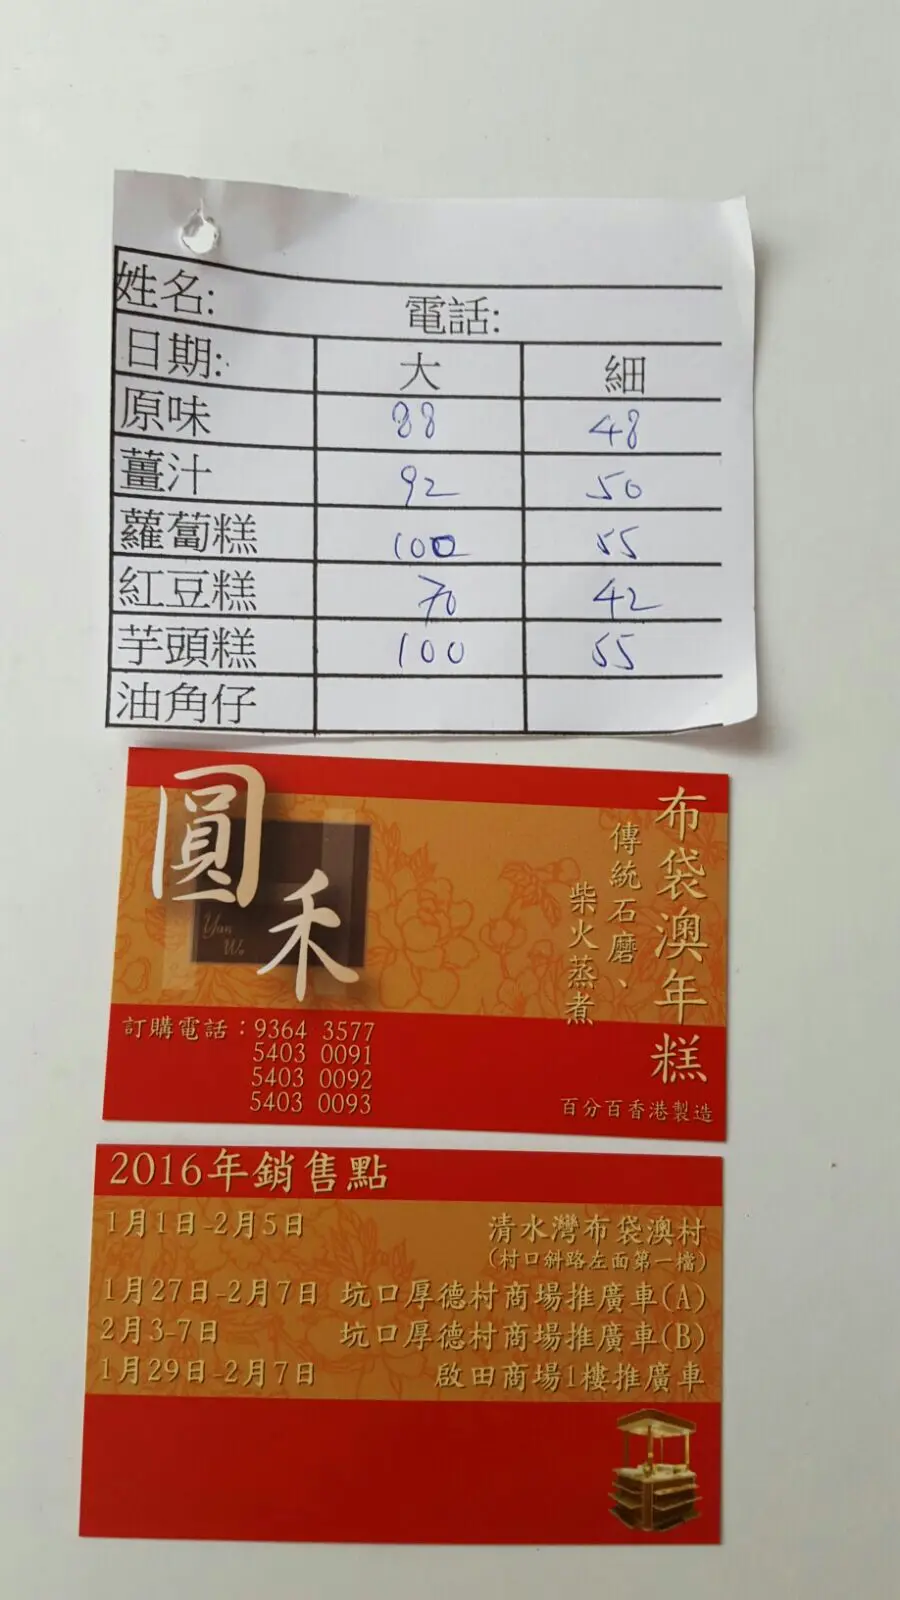 姓名: 電話:
日期: 大 細
原味 88 48
薑汁 92 50
蘿蔔糕 100 55
紅豆糕 70 42
芋頭糕 100 55
油角仔
圓禾
Yan Wo
布袋澳年糕
傳統石磨、
柴火蒸煮
訂購電話：9364 3577
5403 0091
5403 0092
5403 0093
百分百香港製造
2016年銷售點
1月1日-2月5日 清水灣布袋澳村
(村口斜路左面第一檔)
1月27日-2月7日 坑口厚德村商場推廣車(A)
2月3-7日 坑口厚德村商場推廣車(B)
1月29日-2月7日 啟田商場1樓推廣車